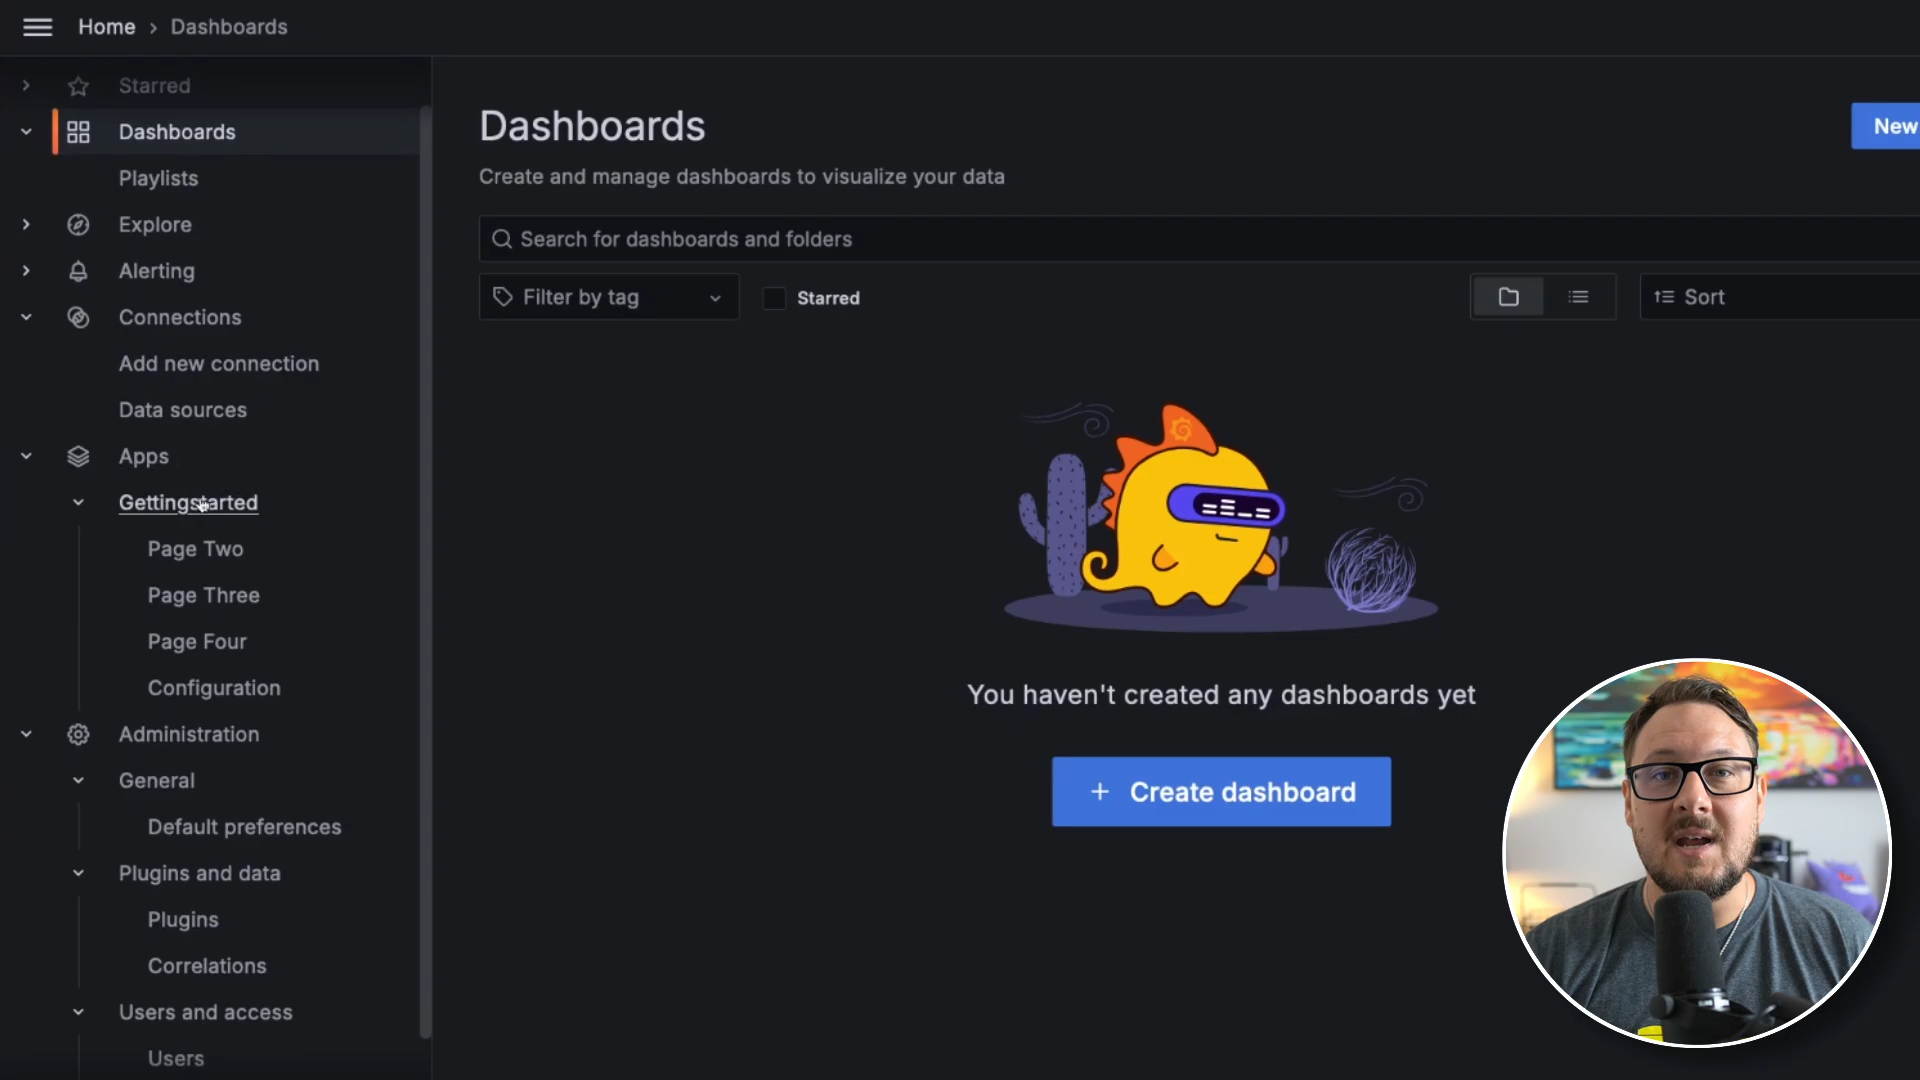 Home › Dashboards
Starred
Dashboards
Playlists
Explore
Alerting
Connections
Add new connection
Data sources
Apps
Gettingstarted
Page Two
Page Three
Page Four
Configuration
Administration
General
Default preferences
Plugins and data
Plugins
Correlations
Users and access
Users
Dashboards
New
Create and manage dashboards to visualize your data
Search for dashboards and folders
Filter by tag
Starred
Sort
You haven't created any dashboards yet
+ Create dashboard